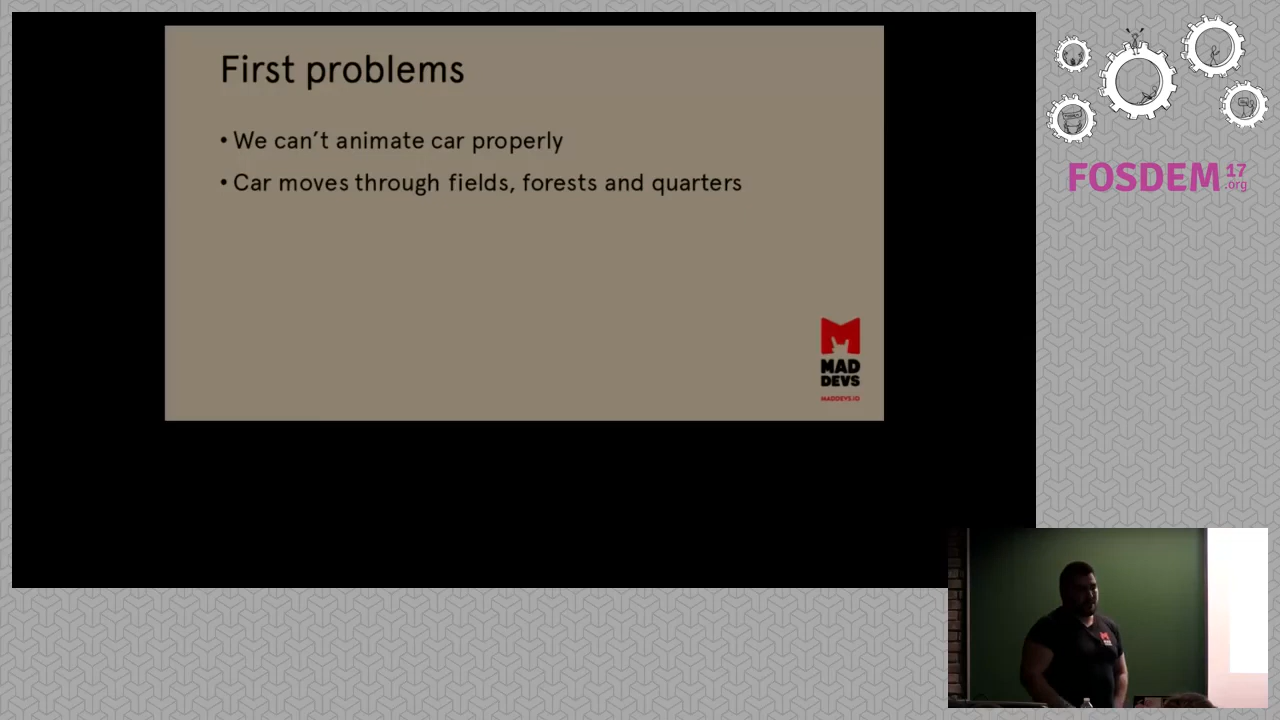 First problems
• We can't animate car properly
• Car moves through fields, forests and quarters
MAD
DEVS
MADDEVS.IO
FOSDEM 17
.org